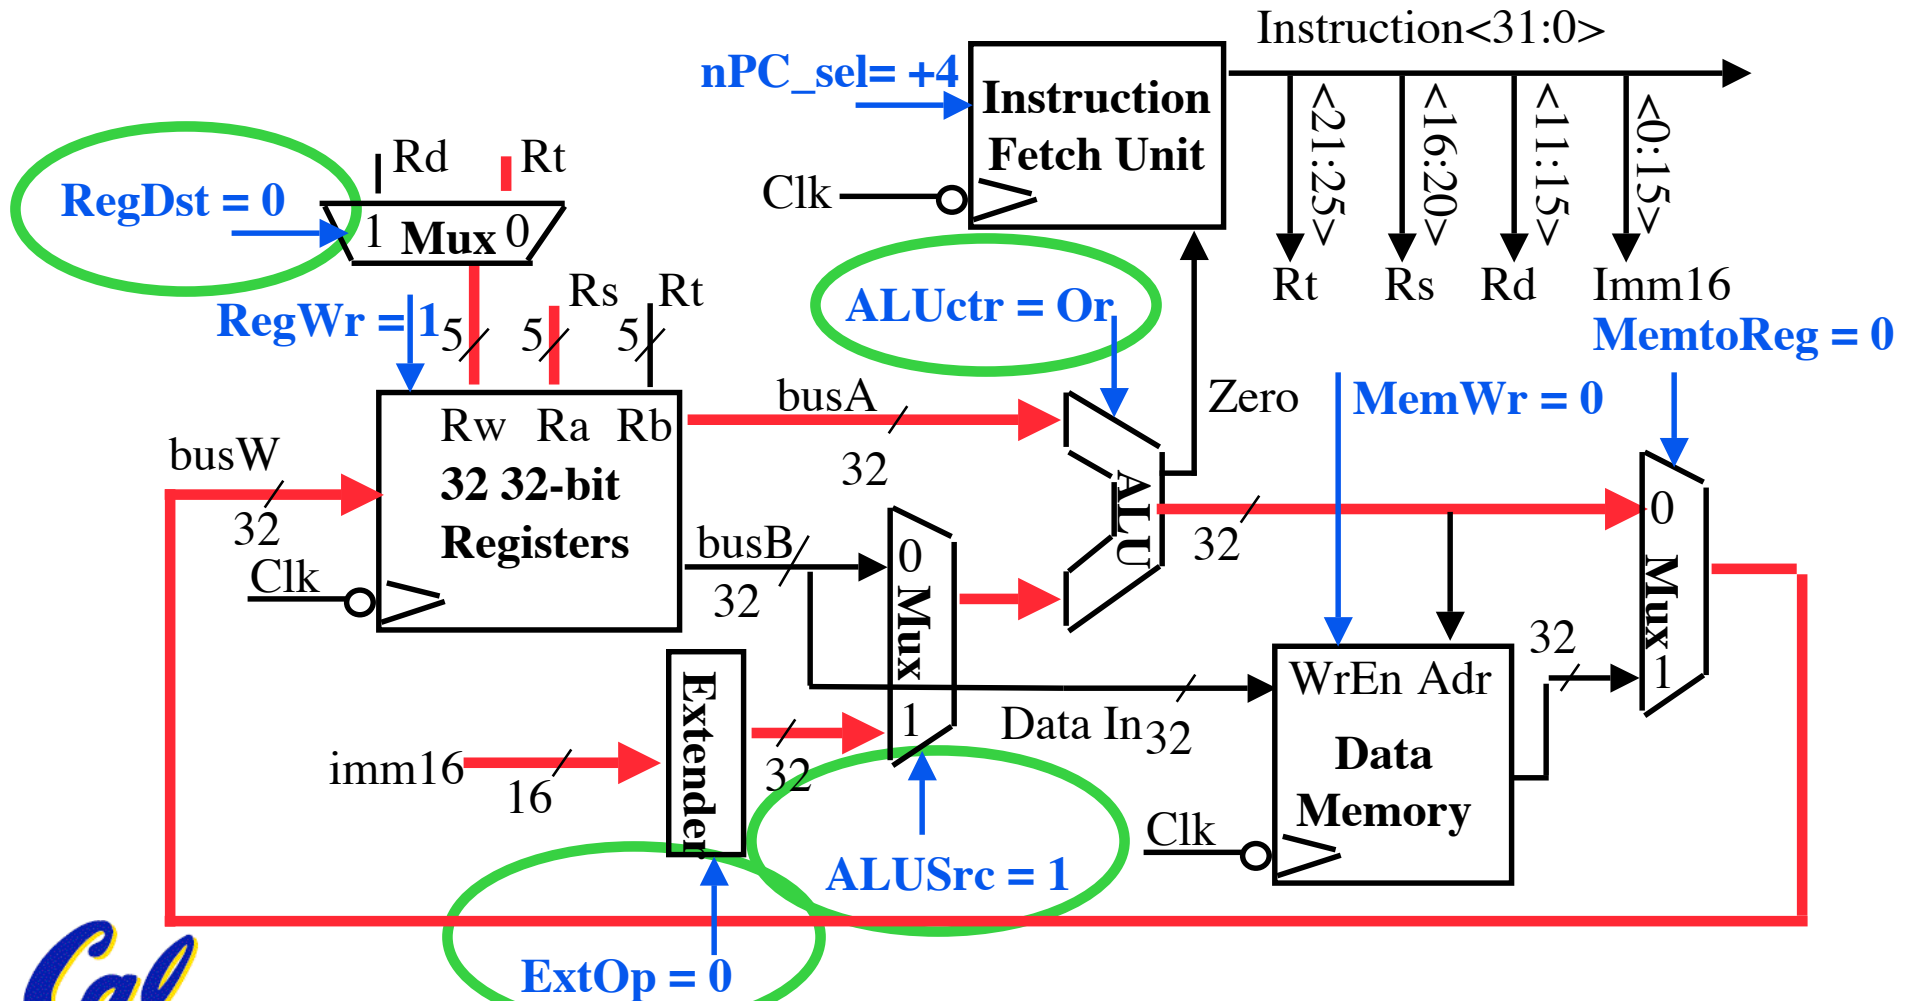 Instruction<31:0>
nPC_sel= +4
Instruction
Fetch Unit
Clk
<21:25>
<16:20>
<11:15>
<0:15>
Rt
Rs
Rd
Imm16
Rd
Rt
RegDst = 0
1
Mux
0
RegWr = 1
5
5
Rs
5
Rt
ALUctr = Or
MemtoReg = 0
MemWr = 0
Zero
busA
32
busW
32
Rw
Ra
Rb
32 32-bit
Registers
Clk
busB
32
0
Mux
1
ALU
32
0
Mux
1
32
WrEn
Adr
Data
Memory
Clk
Data In
32
imm16
16
Extender
32
ALUSrc = 1
ExtOp = 0
Cal